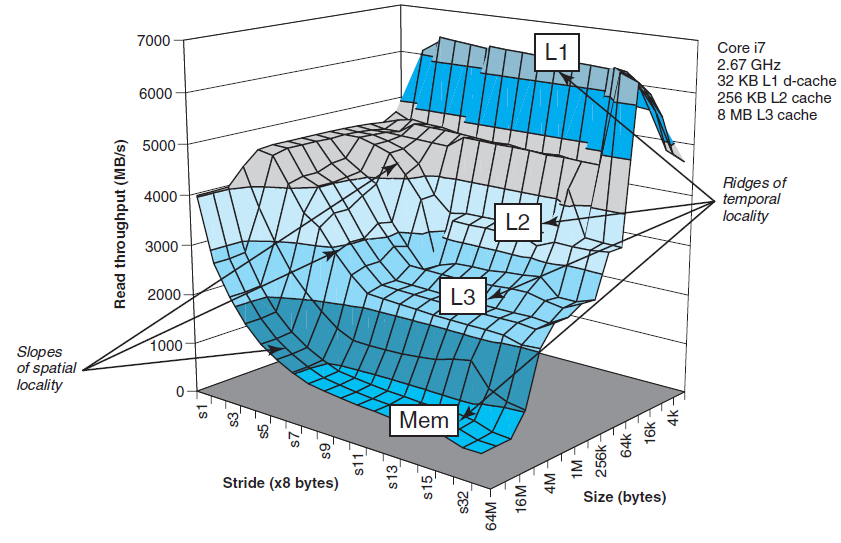 7000
6000
5000
4000
3000
2000
1000
0
Read throughput (MB/s)
L1
L2
L3
Mem
Core i7
2.67 GHz
32 KB L1 d-cache
256 KB L2 cache
8 MB L3 cache
Ridges of
temporal
locality
Slopes
of spatial
locality
s1
s3
s5
s7
s9
s11
s13
s15
s32
Stride (x8 bytes)
64M
16M
4M
1M
256k
64k
16k
4k
Size (bytes)